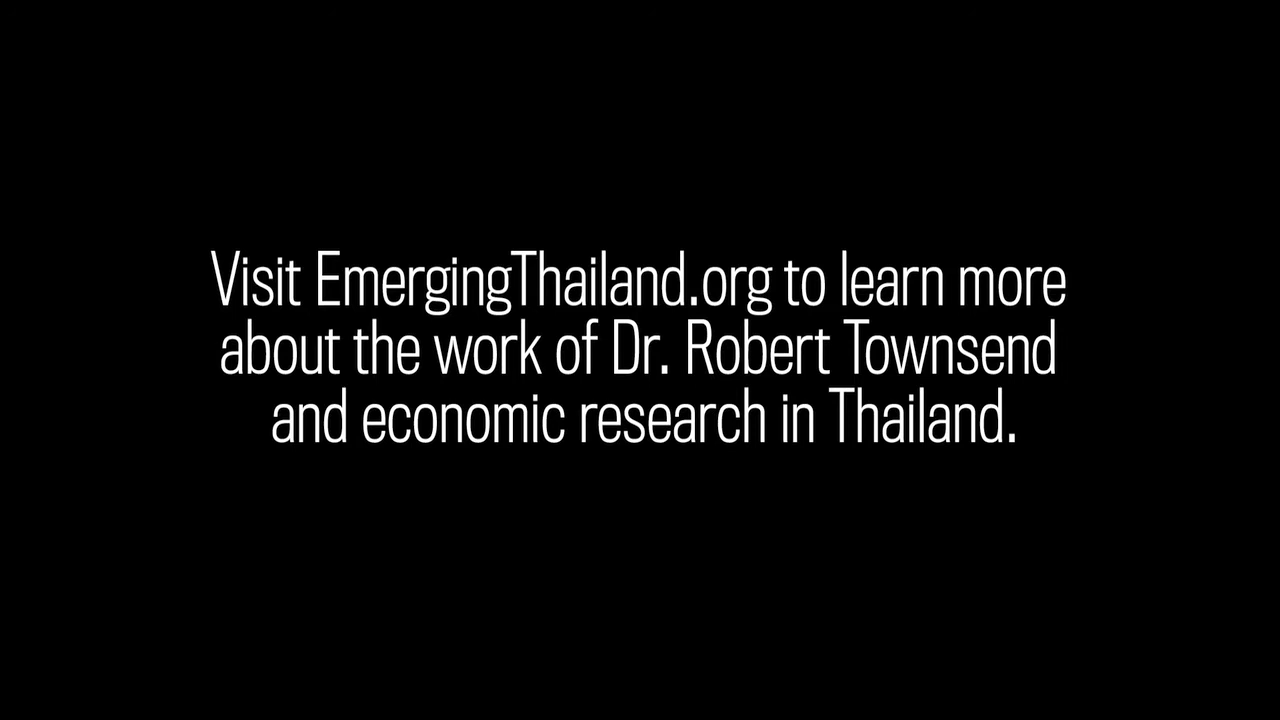 Visit EmergingThailand.org to learn more
about the work of Dr. Robert Townsend
and economic research in Thailand.